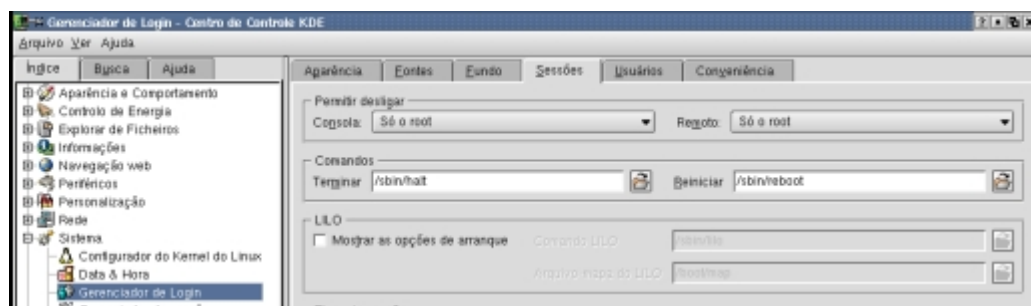 Gerenciador de Login - Centro de Controle KDE
Arquivo Ver Ajuda
Índice Busca Ajuda
Aparência e Comportamento
Controlo de Energia
Explorar de Ficheiros
Informações
Navegação web
Periféricos
Personalização
Rede
Sistema
Configurador do Kernel do Linux
Data & Hora
Gerenciador de Login
Aparência Fontes Fundo Sessões Usuários Conveniência
Permitir desligar
Consola: Só o root Remoto: Só o root
Comandos
Terminar /sbin/halt Reiniciar /sbin/reboot
LILO
Mostrar as opções de arranque Comando LILO /sbin/lilo
Arquivo mapa do LILO /boot/map